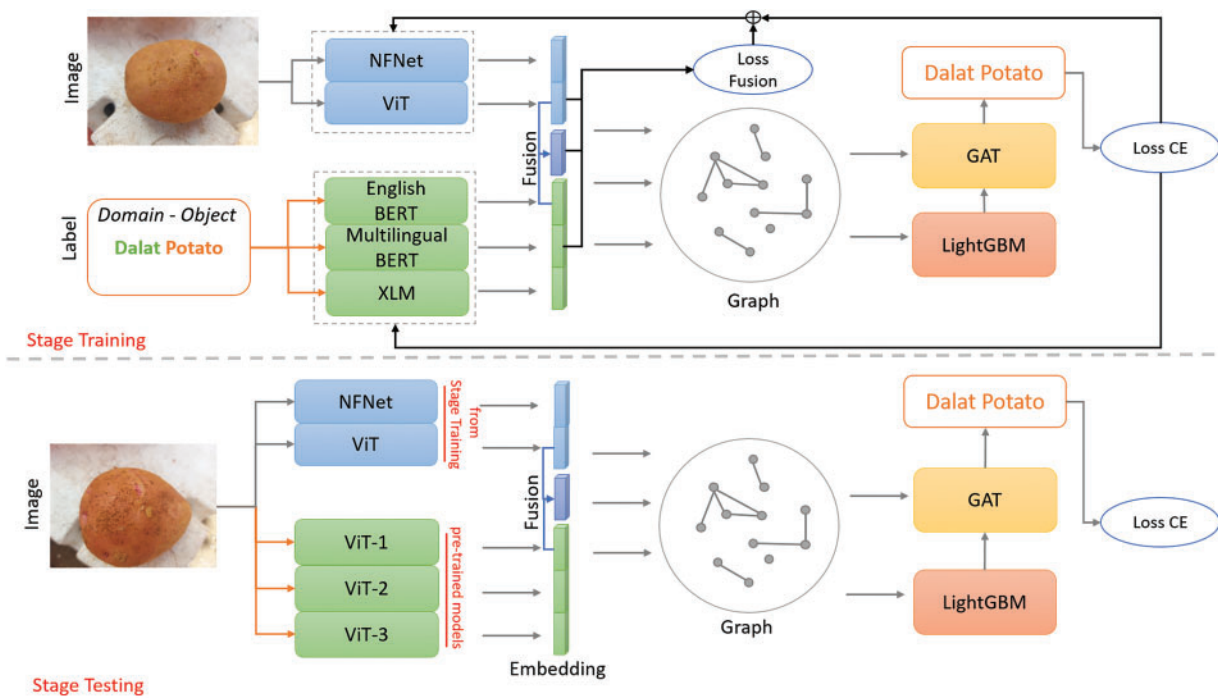 Image
NFNet
ViT
Label
Domain - Object
Dalat Potato
English
BERT
Multilingual
BERT
XLM
Fusion
Loss
Fusion
Graph
Dalat Potato
GAT
LightGBM
Loss CE
Stage Training
Image
NFNet
ViT
from
Stage Training
ViT-1
ViT-2
ViT-3
pre-trained models
Fusion
Embedding
Graph
Dalat Potato
GAT
LightGBM
Loss CE
Stage Testing